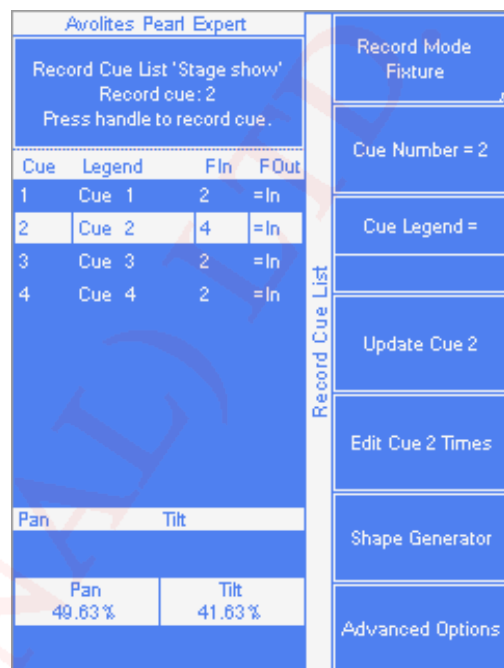 Avolites Pearl Expert
Record Cue List 'Stage show'
Record cue: 2
Press handle to record cue.
Cue Legend FIn FOut
1 Cue 1 2 =In
2 Cue 2 4 =In
3 Cue 3 2 =In
4 Cue 4 2 =In
Pan Tilt
Pan Tilt
49.63% 41.63%
Record Cue List
Record Mode
Fixture
Cue Number = 2
Cue Legend =
Update Cue 2
Edit Cue 2 Times
Shape Generator
Advanced Options
NAL) LTD.